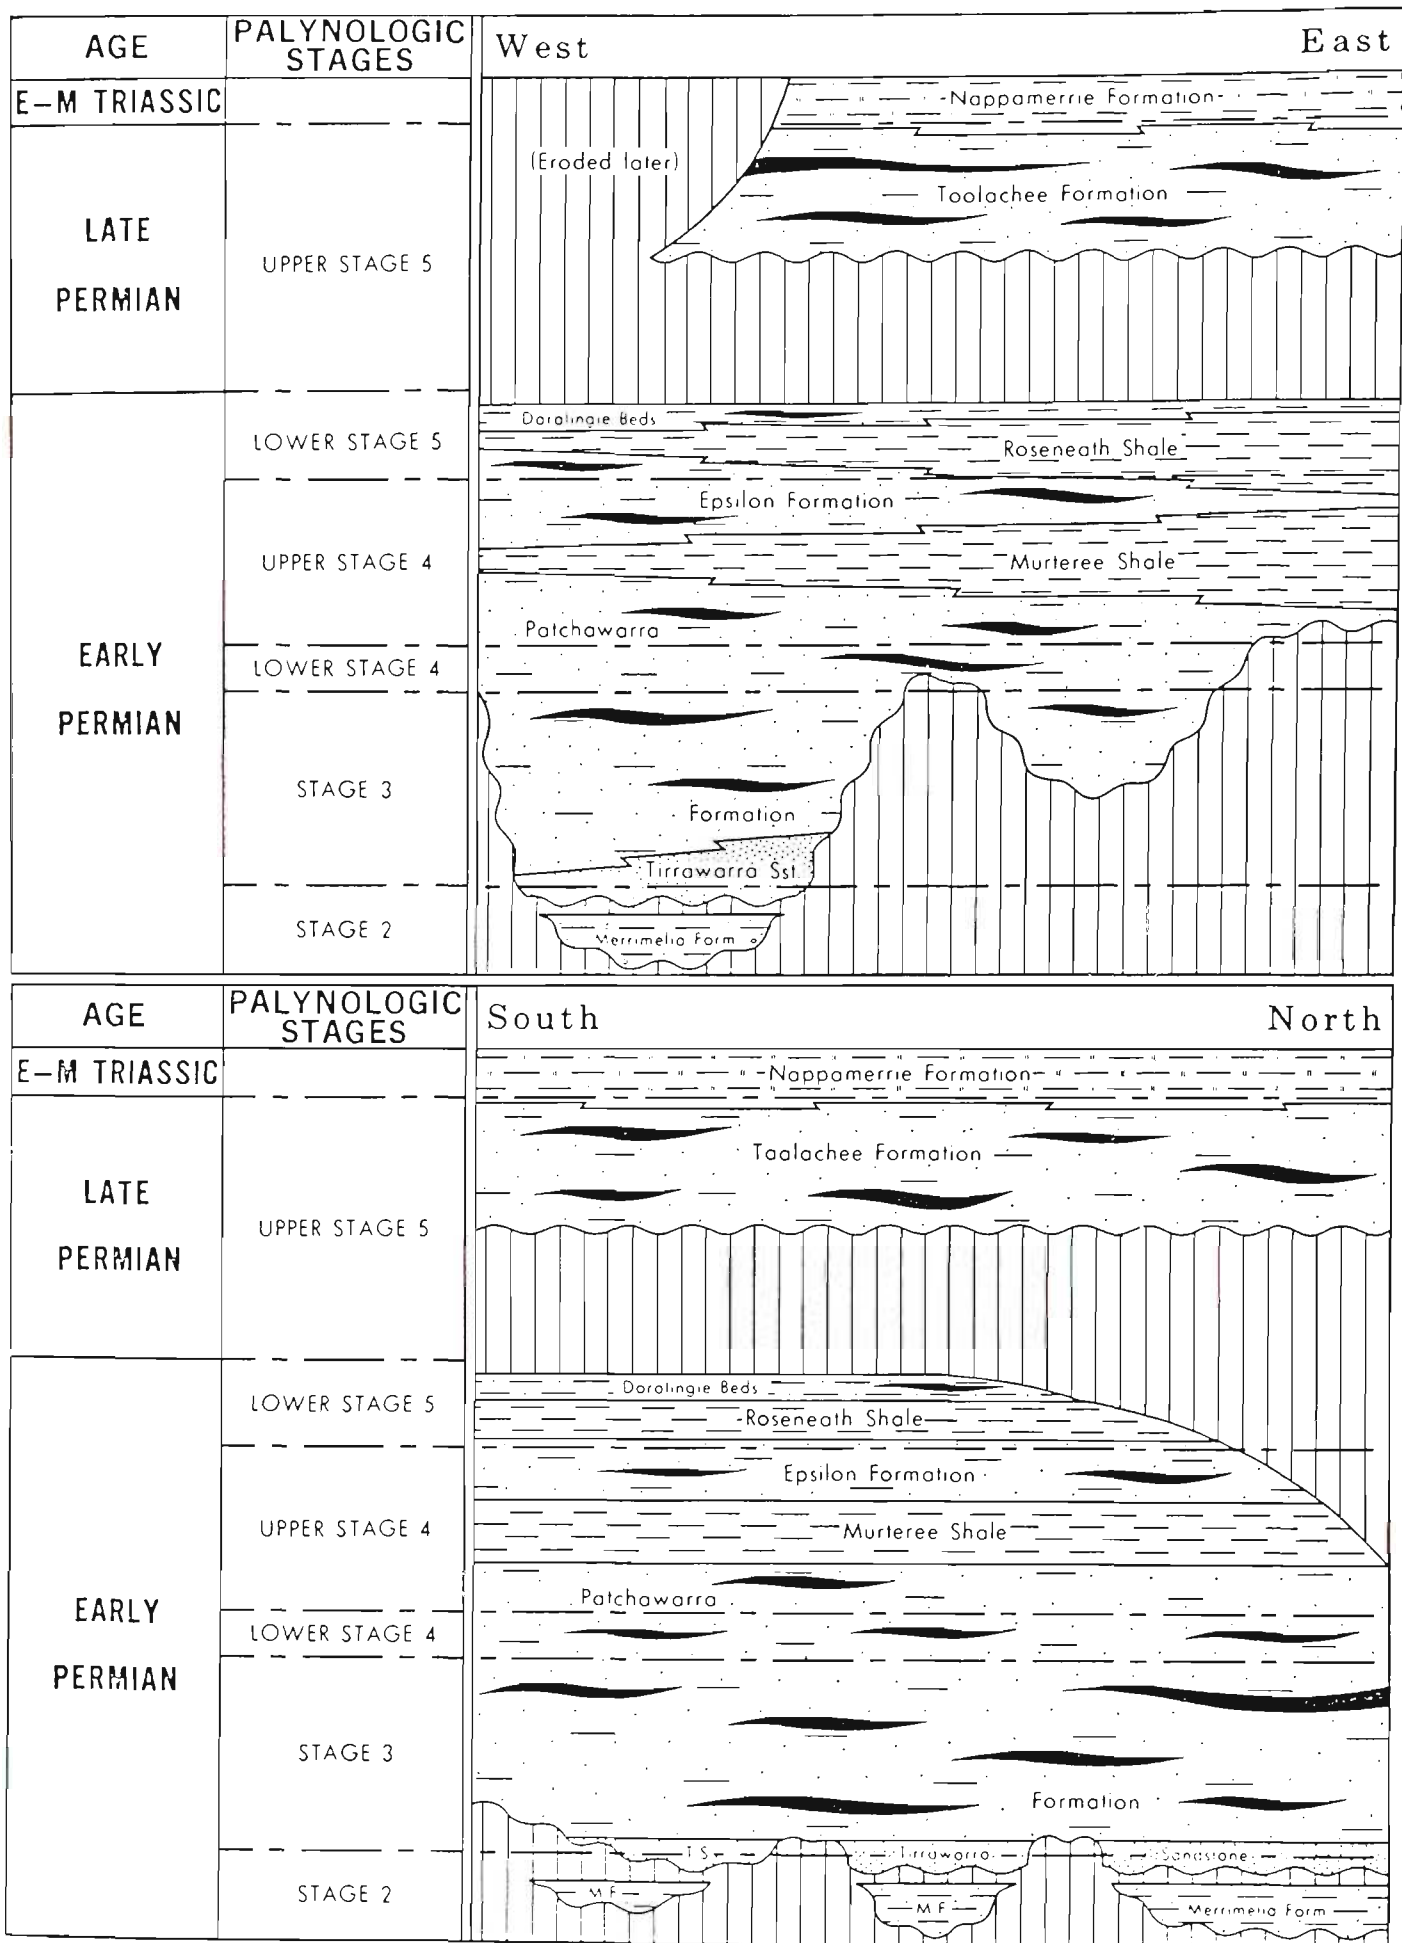 AGE
PALYNOLOGIC
STAGES
West
East
E-M TRIASSIC
Nappamerrie Formation
(Eroded later)
Toolachee Formation
LATE
PERMIAN
UPPER STAGE 5
Daralingie Beds
LOWER STAGE 5
Roseneath Shale
Epsilon Formation
UPPER STAGE 4
Murteree Shale
Patchawarra
EARLY
PERMIAN
LOWER STAGE 4
STAGE 3
Formation
Tirrawarra Sst.
STAGE 2
Merrimelia Form
AGE
PALYNOLOGIC
STAGES
South
North
E-M TRIASSIC
Nappamerrie Formation
Toolachee Formation
LATE
PERMIAN
UPPER STAGE 5
Daralingie Beds
LOWER STAGE 5
Roseneath Shale
Epsilon Formation
UPPER STAGE 4
Murteree Shale
Patchawarra
EARLY
PERMIAN
LOWER STAGE 4
STAGE 3
Formation
T.S.
Tirrawarra
Sandstone
STAGE 2
M.F.
M.F.
Merrimelia Form